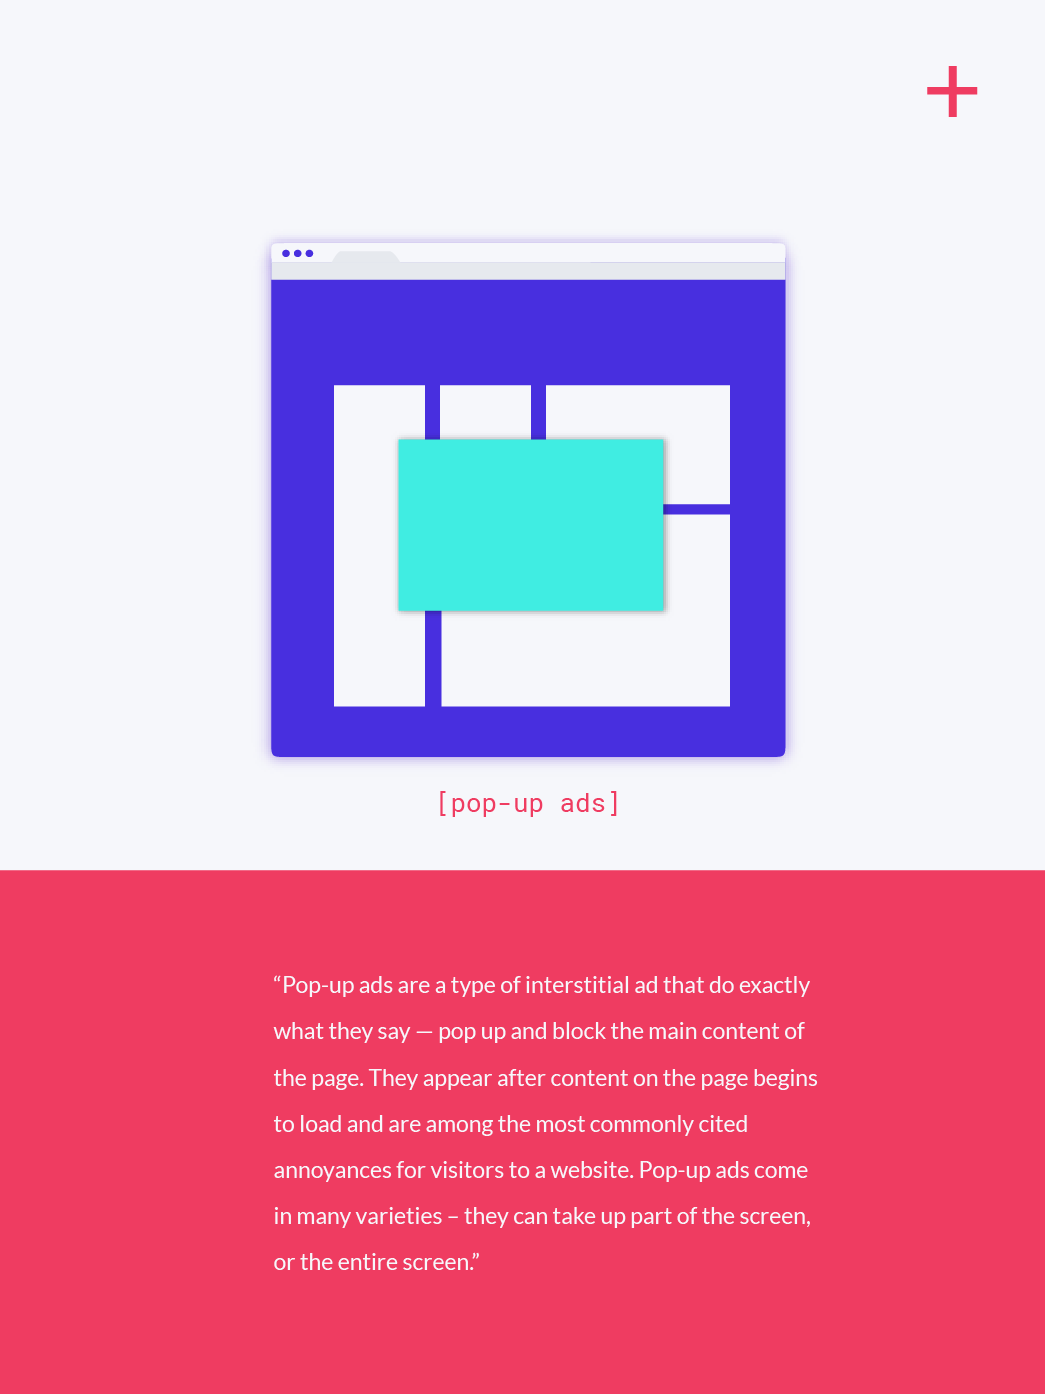 [pop-up ads]
“Pop-up ads are a type of interstitial ad that do exactly
what they say — pop up and block the main content of
the page. They appear after content on the page begins
to load and are among the most commonly cited
annoyances for visitors to a website. Pop-up ads come
in many varieties – they can take up part of the screen,
or the entire screen.”